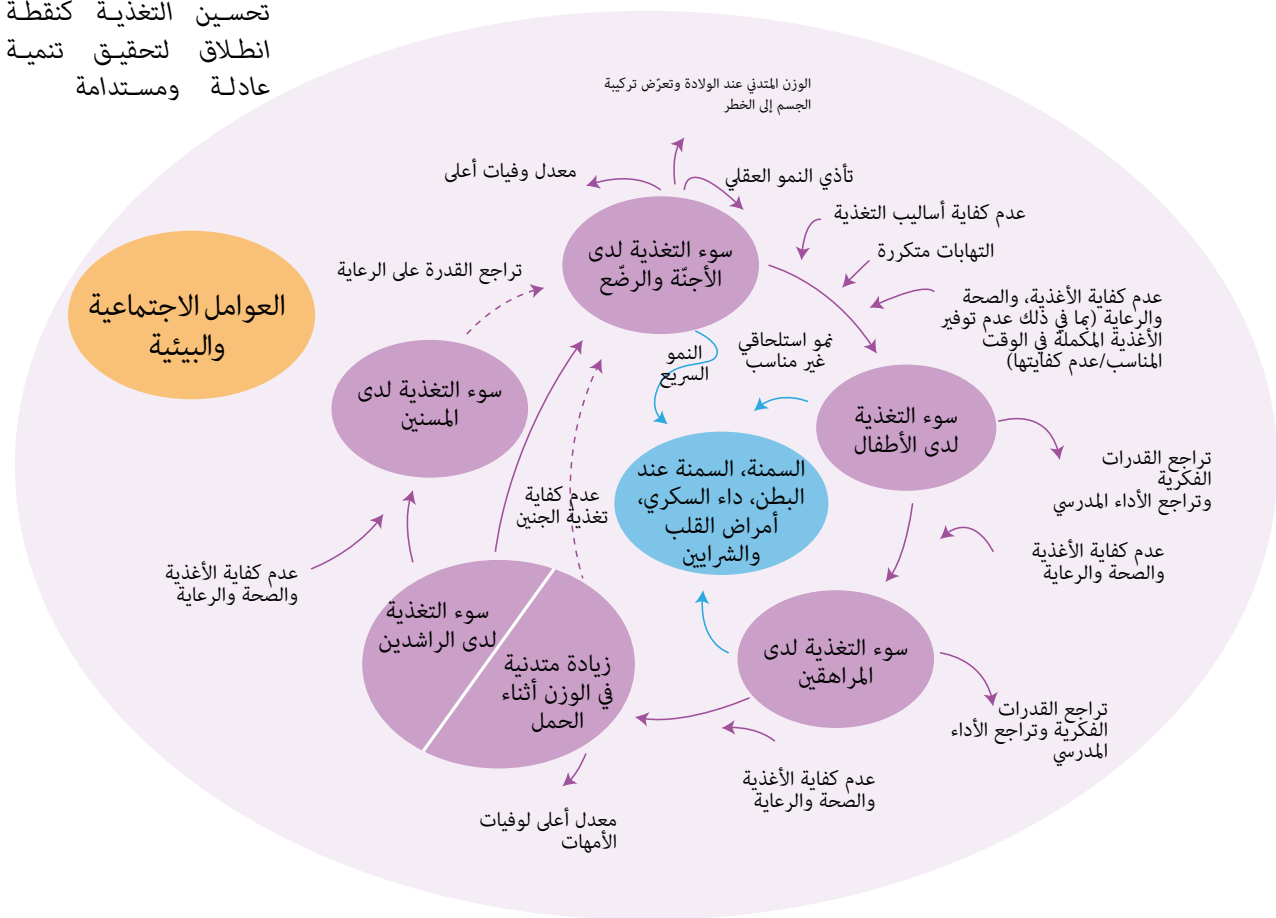 تحسين التغذية كنقطة
انطلاق لتحقيق تنمية
عادلة ومستدامة
الوزن المتدني عند الولادة وتعرّض تركيبة
الجسم إلى الخطر
معدل وفيات أعلى
تأذي النمو العقلي
عدم كفاية أساليب التغذية
التهابات متكررة
عدم كفاية الأغذية، والصحة
والرعاية (بما في ذلك عدم توفير
الأغذية المكملة في الوقت
المناسب/عدم كفايتها)
سوء التغذية لدى
الأجنّة والرضّع
تراجع القدرة على الرعاية
العوامل الاجتماعية
والبيئية
نمو استلحاقي
غير مناسب
النمو
السريع
سوء التغذية لدى
المسنين
سوء التغذية
لدى الأطفال
تراجع القدرات
الفكرية
وتراجع الأداء المدرسي
السمنة، السمنة عند
البطن، داء السكري،
أمراض القلب
والشرايين
عدم كفاية
تغذية الجنين
عدم كفاية الأغذية
والصحة والرعاية
عدم كفاية الأغذية
والصحة والرعاية
سوء التغذية
لدى الراشدين
زيادة متدنية
في الوزن أثناء
الحمل
سوء التغذية لدى
المراهقين
تراجع القدرات
الفكرية وتراجع الأداء
المدرسي
عدم كفاية الأغذية
والصحة والرعاية
معدل أعلى لوفيات
الأمهات